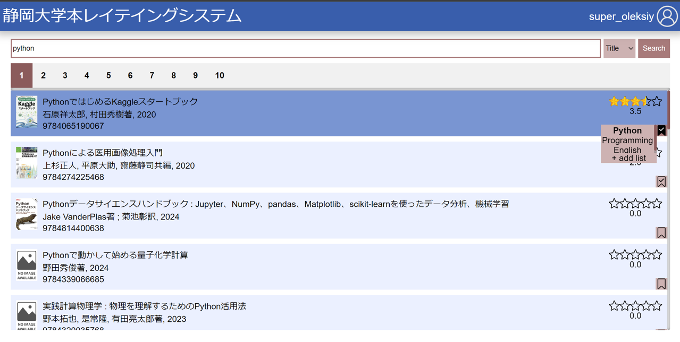 静岡大学本レイテイングシステム
super_oleksiy
python
Title
Search
1 2 3 4 5 6 7 8 9 10
PythonではじめるKaggleスタートブック
石原祥太郎, 村田秀樹著, 2020
9784065190067
3.5
Python
Programming
English
+ add list
Pythonによる医用画像処理入門
上杉正人, 平原大助, 齋藤静司共編, 2020
9784274225468
Pythonデータサイエンスハンドブック : Jupyter、NumPy、pandas、Matplotlib、scikit-learnを使ったデータ分析、機械学習
Jake VanderPlas著 ; 菊池彰訳, 2024
9784814400638
0.0
Pythonで動かして始める量子化学計算
野田秀俊著, 2024
9784339066685
0.0
NO IMAGE
AVAILABLE
実践計算物理学 : 物理を理解するためのPython活用法
野本拓也, 是常隆, 有田亮太郎著, 2023
0.0
NO IMAGE
AVAILABLE